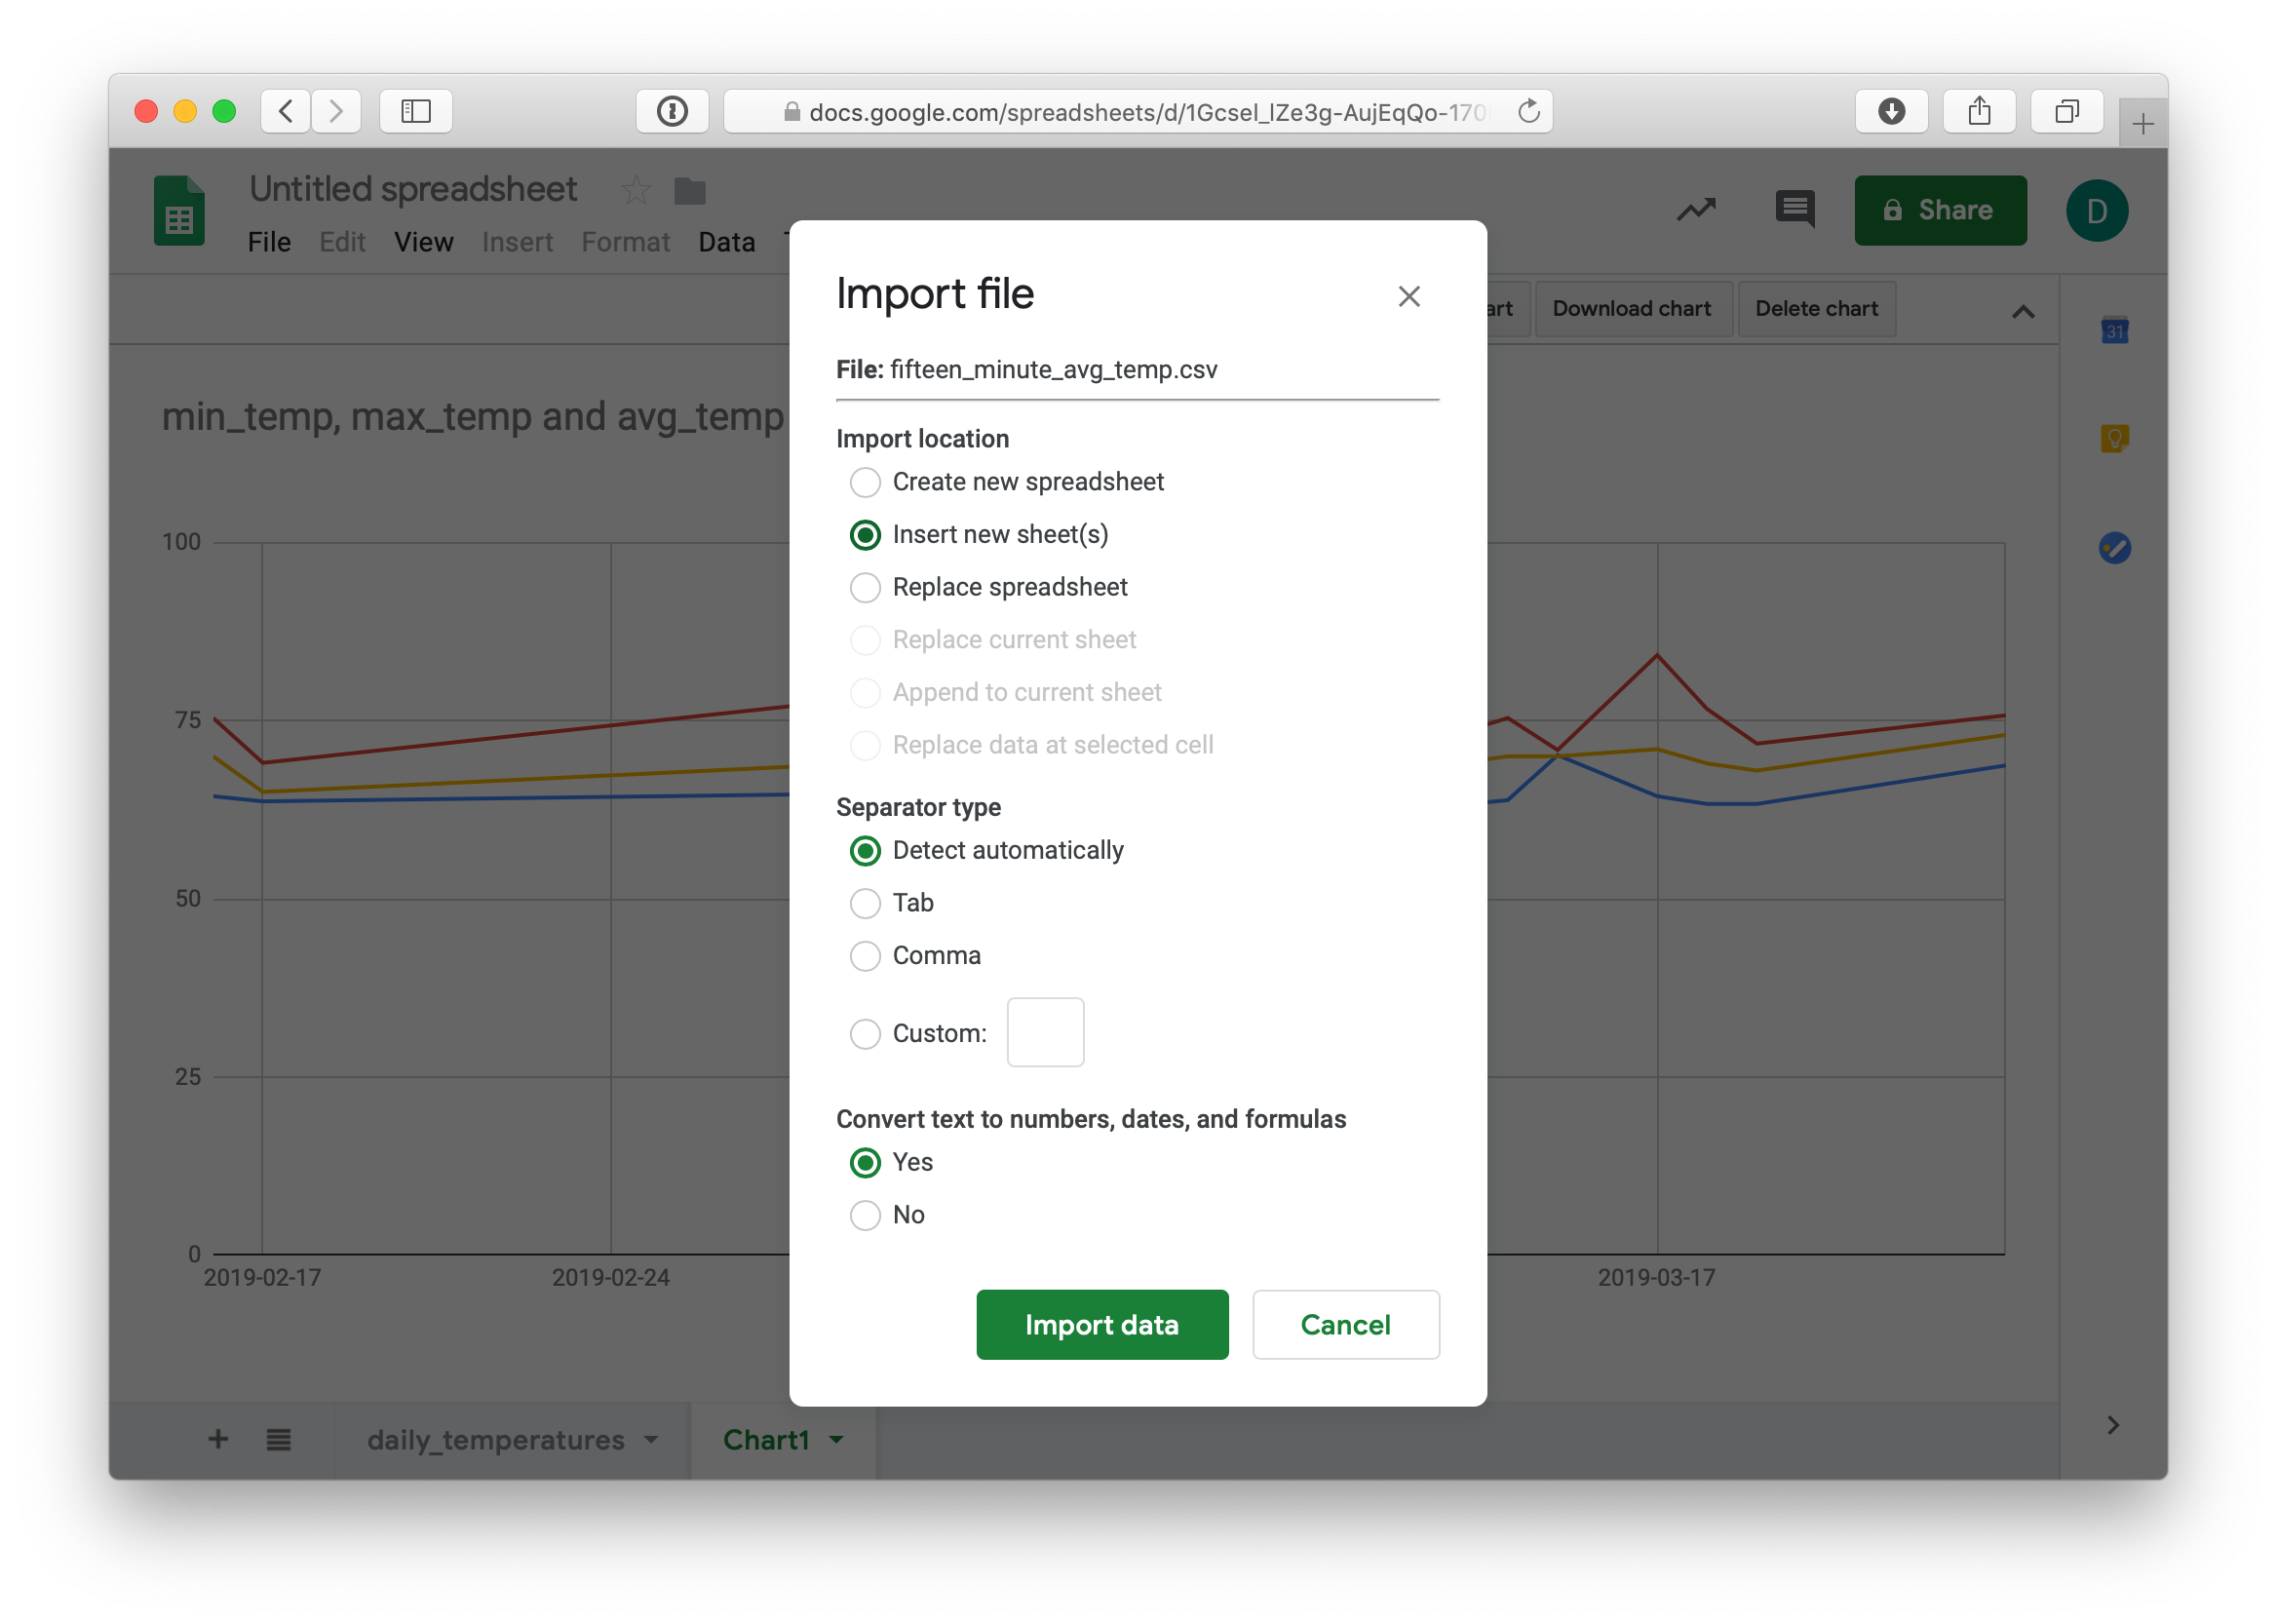 docs.google.com/spreadsheets/d/1Gcsel_lZe3g-AujEqQo-170
Untitled spreadsheet
File Edit View Insert Format Data
Share
D
art
Download chart
Delete chart
31
Import file
File: fifteen_minute_avg_temp.csv
min_temp, max_temp and avg_temp
Import location
Create new spreadsheet
Insert new sheet(s)
Replace spreadsheet
Replace current sheet
Append to current sheet
Replace data at selected cell
Separator type
Detect automatically
Tab
Comma
Custom:
Convert text to numbers, dates, and formulas
Yes
No
Import data
Cancel
100
75
50
25
0
2019-02-17
2019-02-24
2019-03-17
daily_temperatures
Chart1